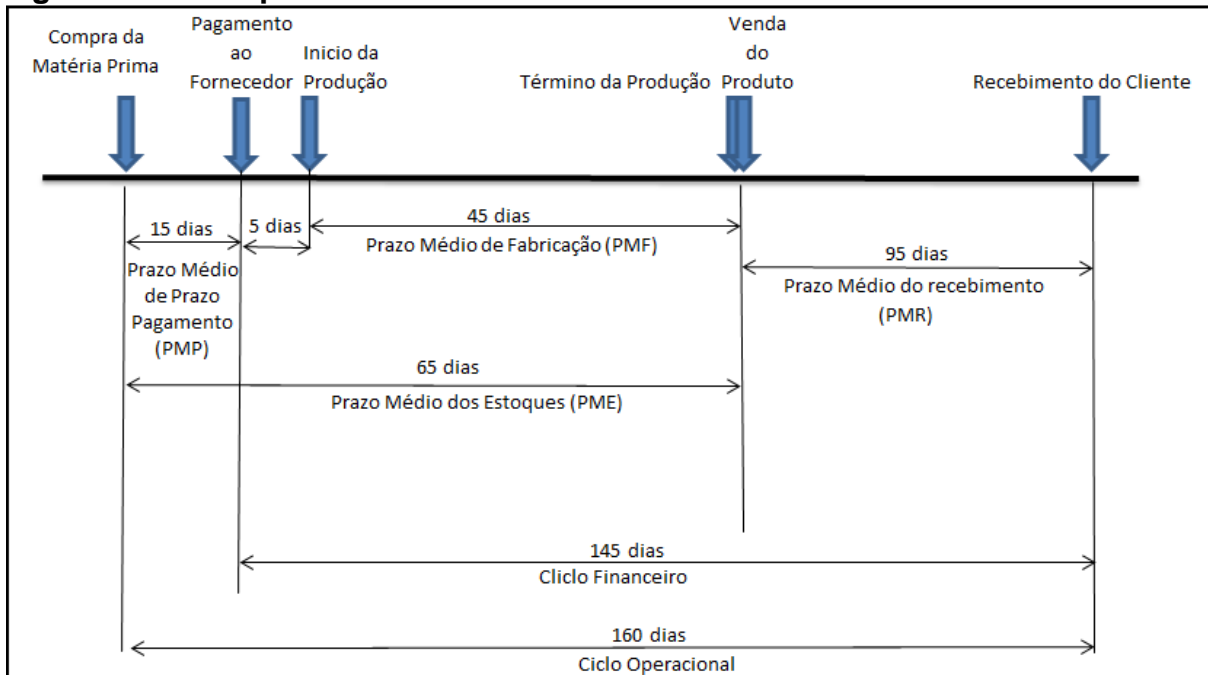 Compra da
Matéria Prima
Pagamento
ao
Fornecedor
Inicio da
Produção
Término da Produção
Venda
do
Produto
Recebimento do Cliente
15 dias
Prazo Médio
de Prazo
Pagamento
(PMP)
5 dias
45 dias
Prazo Médio de Fabricação (PMF)
95 dias
Prazo Médio do recebimento
(PMR)
65 dias
Prazo Médio dos Estoques (PME)
145 dias
Cliclo Financeiro
160 dias
Ciclo Operacional